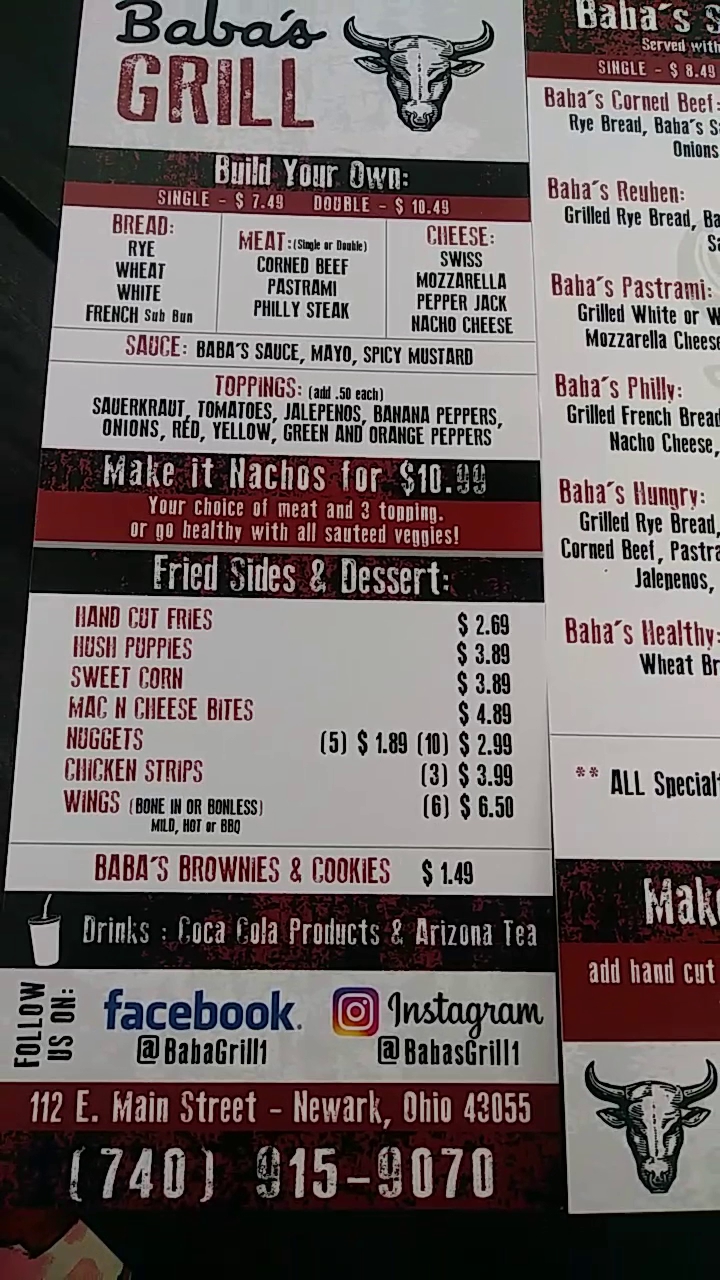 Baba's
GRILL
Build Your Own:
SINGLE - $ 7.49 DOUBLE - $ 10.49
BREAD:
RYE
WHEAT
WHITE
FRENCH Sub Bun
MEAT:(Single or Double)
CORNED BEEF
PASTRAMI
PHILLY STEAK
CHEESE:
SWISS
MOZZARELLA
PEPPER JACK
NACHO CHEESE
SAUCE: BABA'S SAUCE, MAYO, SPICY MUSTARD
TOPPINGS: (add .50 each)
SAUERKRAUT, TOMATOES, JALEPENOS, BANANA PEPPERS,
ONIONS, RED, YELLOW, GREEN AND ORANGE PEPPERS
Make it Nachos for $10.99
Your choice of meat and 3 topping.
or go healthy with all sauteed veggies!
Fried Sides & Dessert:
HAND CUT FRIES $ 2.69
HUSH PUPPIES $ 3.89
SWEET CORN $ 3.89
MAC N CHEESE BITES $ 4.89
NUGGETS (5) $ 1.89 (10) $ 2.99
CHICKEN STRIPS (3) $ 3.99
WINGS (BONE IN OR BONLESS) (6) $ 6.50
MILD, HOT or BBQ
BABA'S BROWNIES & COOKIES $ 1.49
Drinks : Coca Cola Products & Arizona Tea
FOLLOW
US ON:
facebook.
@BabaGrill1
Instagram
@BabasGrill1
112 E. Main Street - Newark, Ohio 43055
(740) 915-9070
Baba's S
Served with
SINGLE - $ 8.49
Baba's Corned Beef:
Rye Bread, Baba's S
Onions
Baba's Reuben:
Grilled Rye Bread, Ba
Sa
Baba's Pastrami:
Grilled White or W
Mozzarella Cheese
Baba's Philly:
Grilled French Bread
Nacho Cheese,
Baba's Hungry:
Grilled Rye Bread,
Corned Beef, Pastra
Jalepenos,
Baba's Healthy:
Wheat Br
** ALL Specialt
Mak
add hand cut